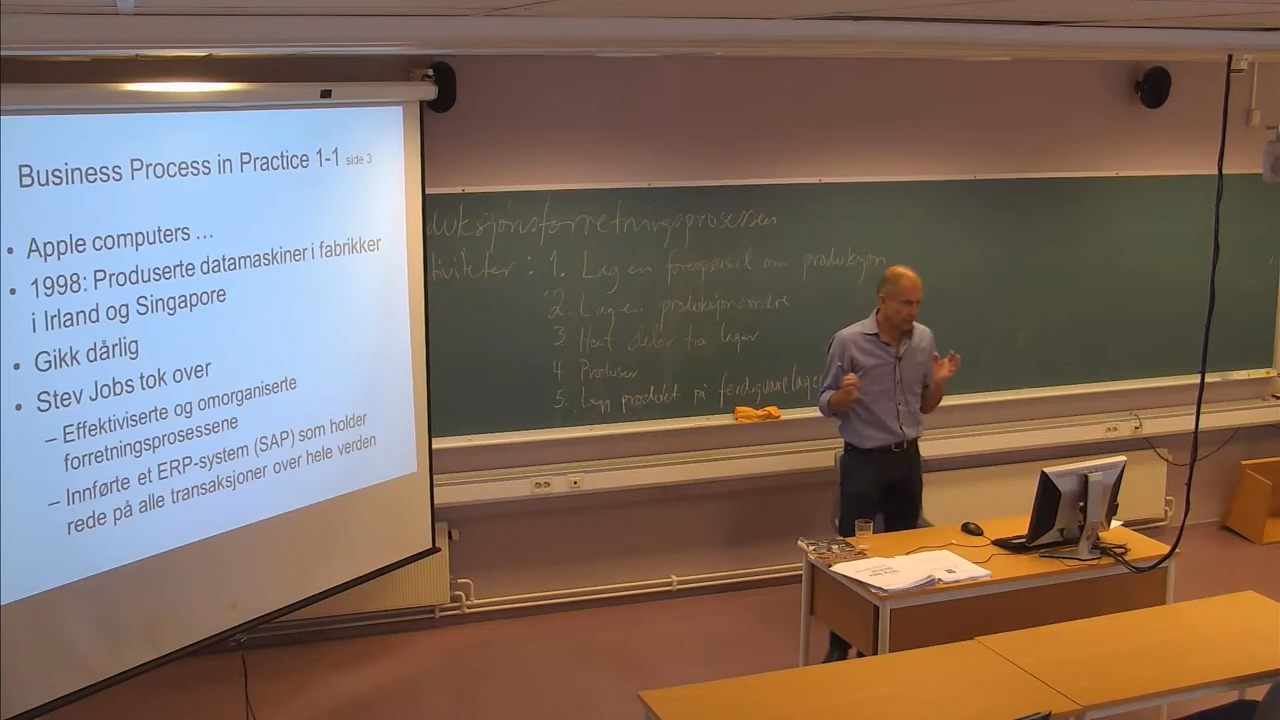 Business Process in Practice 1-1 side 3
• Apple computers ...
• 1998: Produserte datamaskiner i fabrikker
i Irland og Singapore
• Gikk dårlig
• Stev Jobs tok over
– Effektiviserte og omorganiserte
forretningsprosessene
– Innførte et ERP-system (SAP) som holder
rede på alle transaksjoner over hele verden
duksjonsforretningsprosessen
tiviteter: 1. Lag en forespørsel om produksjon
2. Lag en produksjonsordre
3. Hent deler fra lager
4 Produser
5. Legg produkt på ferdigvarelager